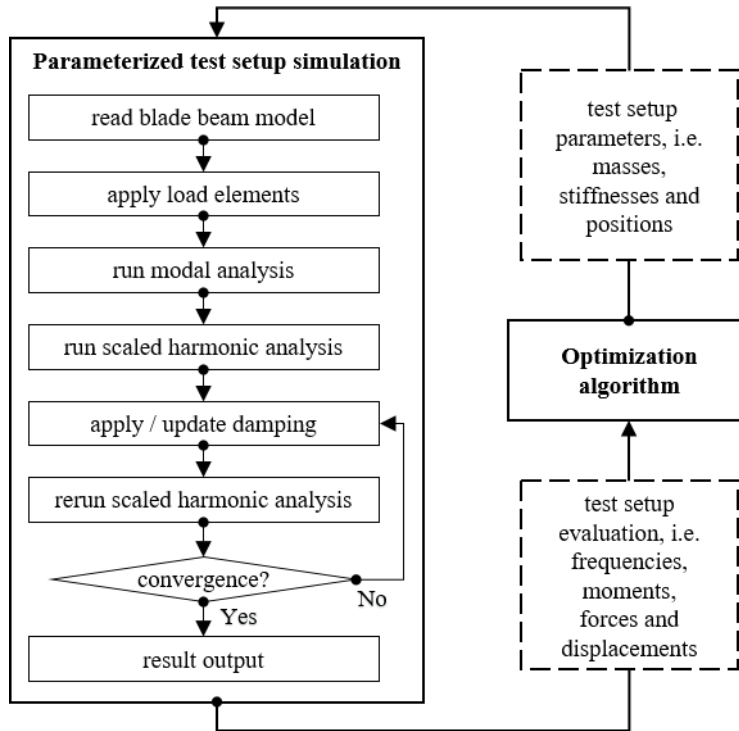 Parameterized test setup simulation
read blade beam model
apply load elements
run modal analysis
run scaled harmonic analysis
apply / update damping
rerun scaled harmonic analysis
convergence?
No
Yes
result output
test setup
parameters, i.e.
masses,
stiffnesses and
positions
Optimization
algorithm
test setup
evaluation, i.e.
frequencies,
moments,
forces and
displacements